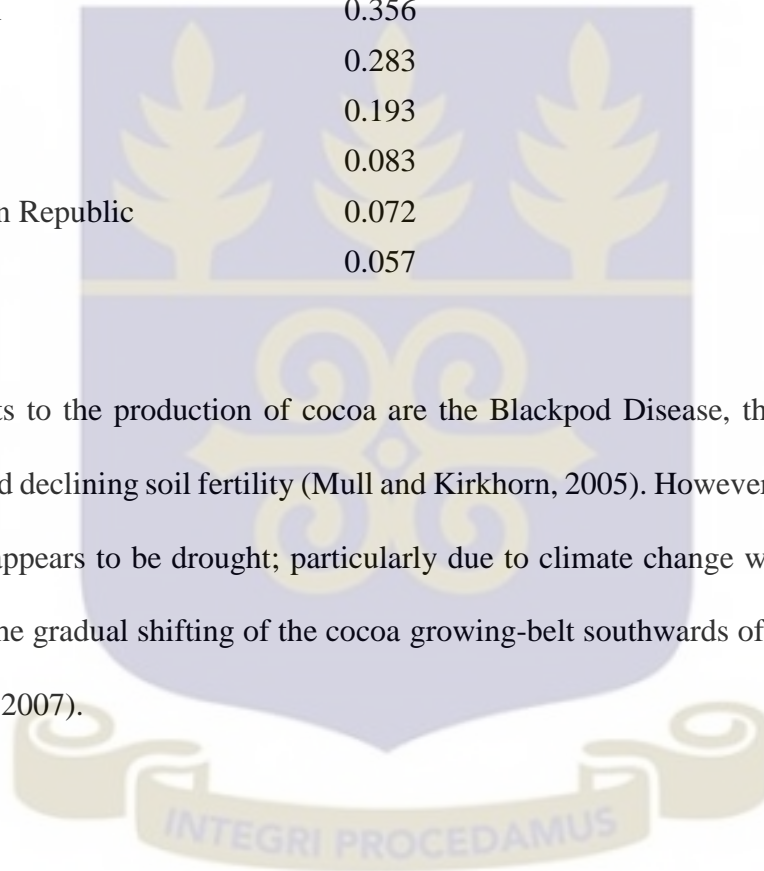 0.356
0.283
0.193
0.083
n Republic 0.072
0.057
ts to the production of cocoa are the Blackpod Disease, th
d declining soil fertility (Mull and Kirkhorn, 2005). However
appears to be drought; particularly due to climate change w
he gradual shifting of the cocoa growing-belt southwards of
2007).
INTEGRI PROCEDAMUS